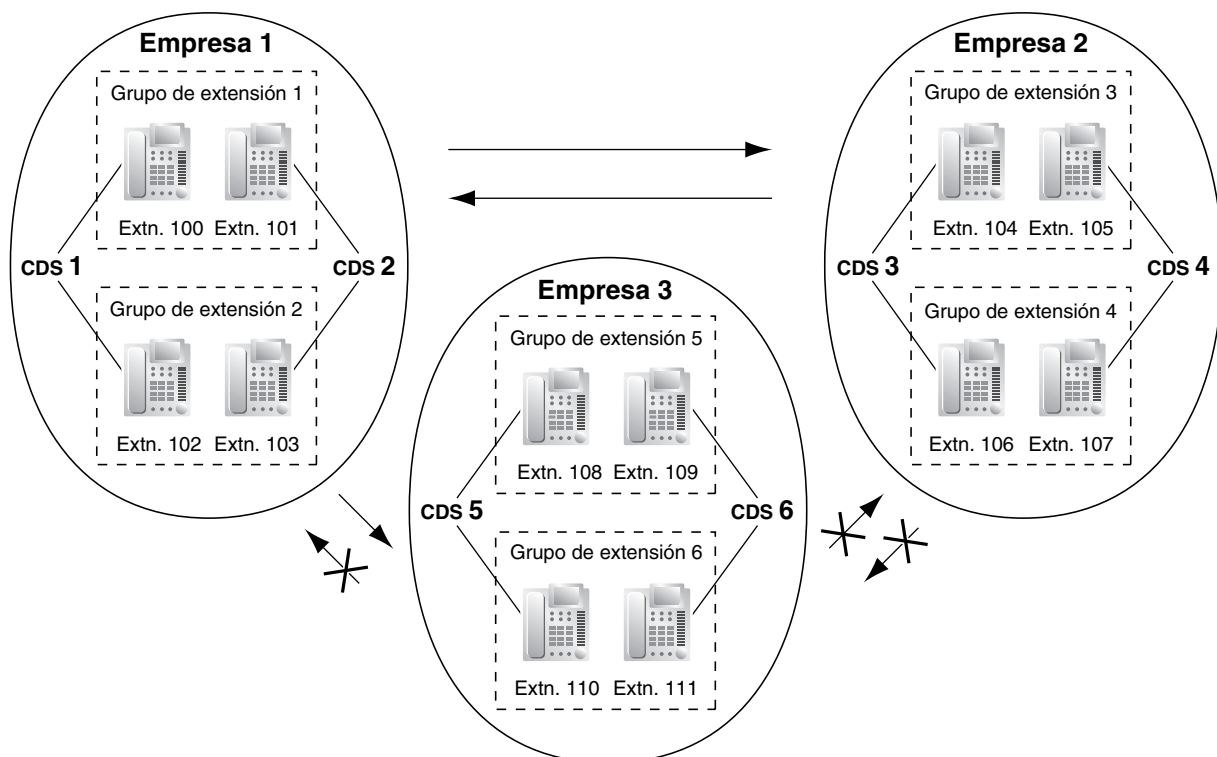 Empresa 1
Grupo de extensión 1
Extn. 100 Extn. 101
CDS 1 CDS 2
Grupo de extensión 2
Extn. 102 Extn. 103
Empresa 2
Grupo de extensión 3
Extn. 104 Extn. 105
CDS 3 CDS 4
Grupo de extensión 4
Extn. 106 Extn. 107
Empresa 3
Grupo de extensión 5
Extn. 108 Extn. 109
CDS 5 CDS 6
Grupo de extensión 6
Extn. 110 Extn. 111